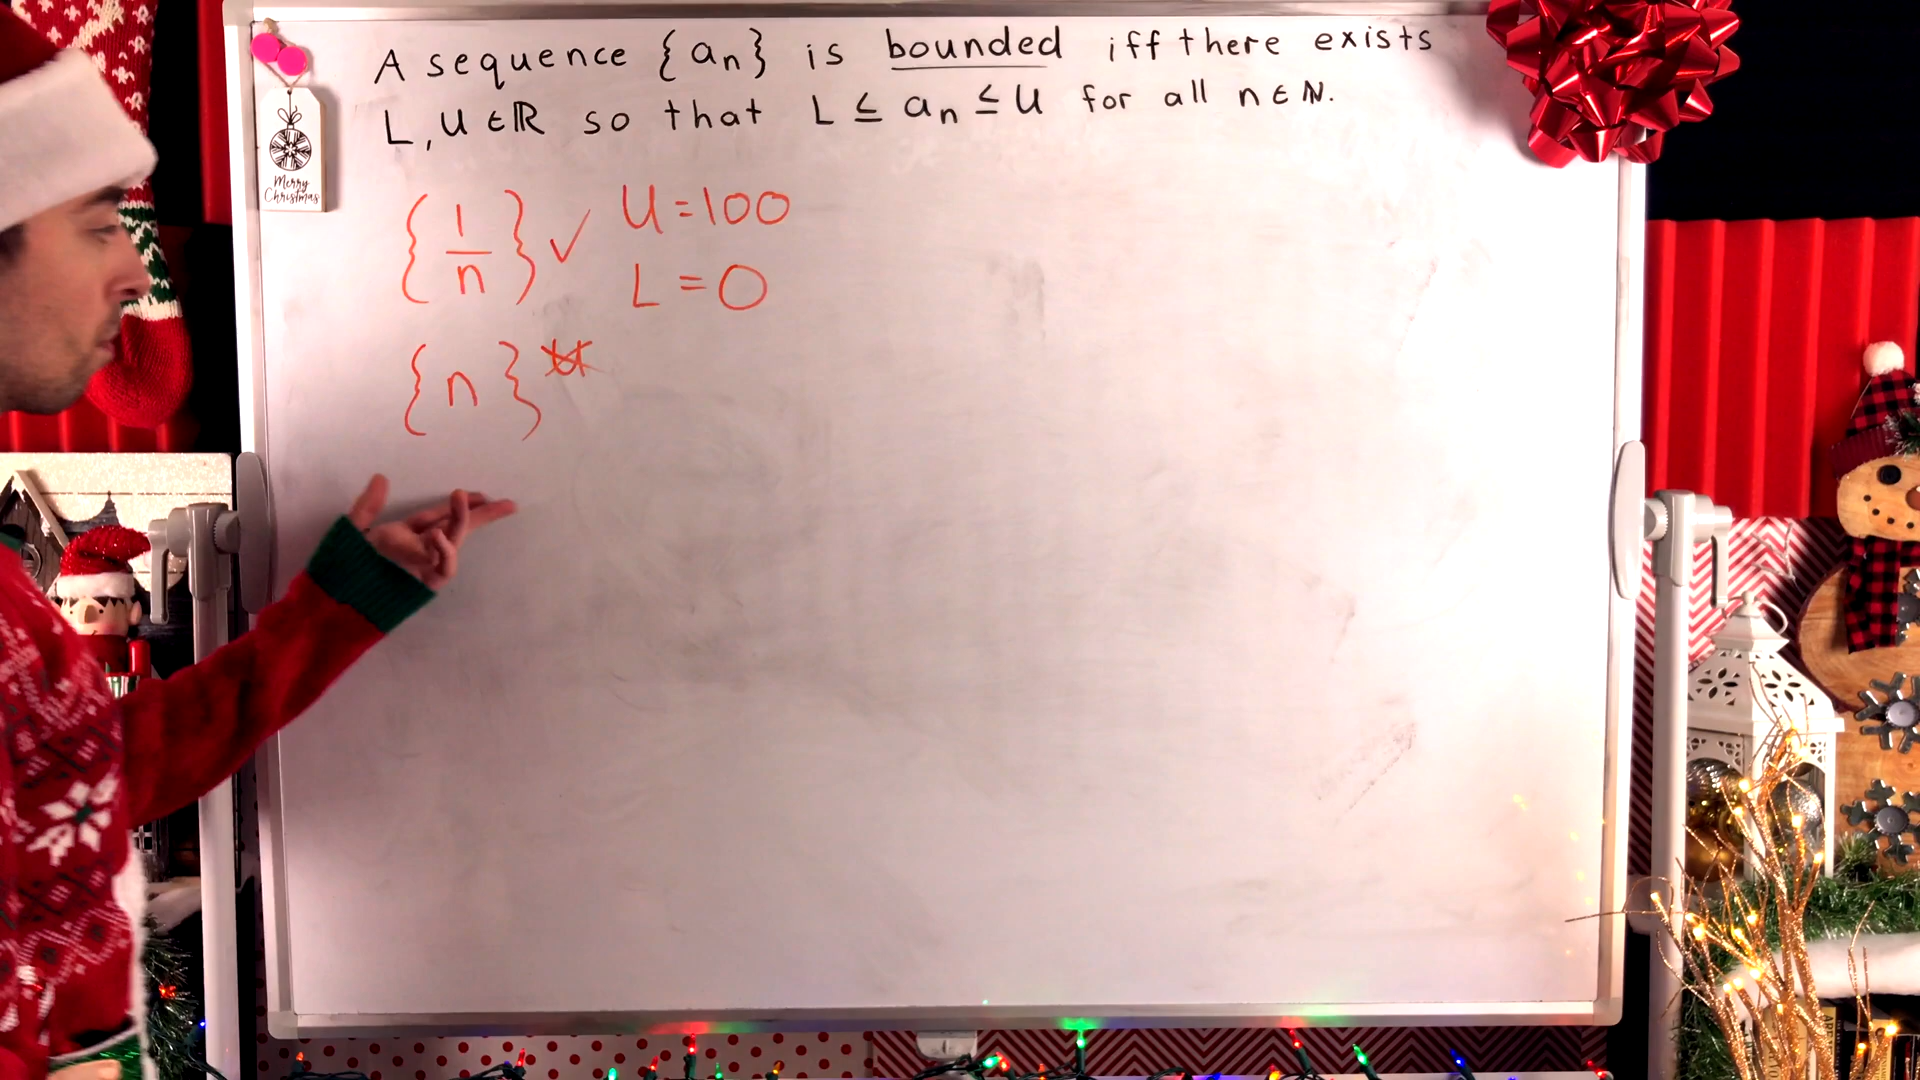 A sequence {aₙ} is bounded iff there exists
L, U ∈ ℝ so that L ≤ aₙ ≤ U for all n ∈ ℕ.
Merry
Christmas
{1/n} ✓ U = 100
L = 0
{n}